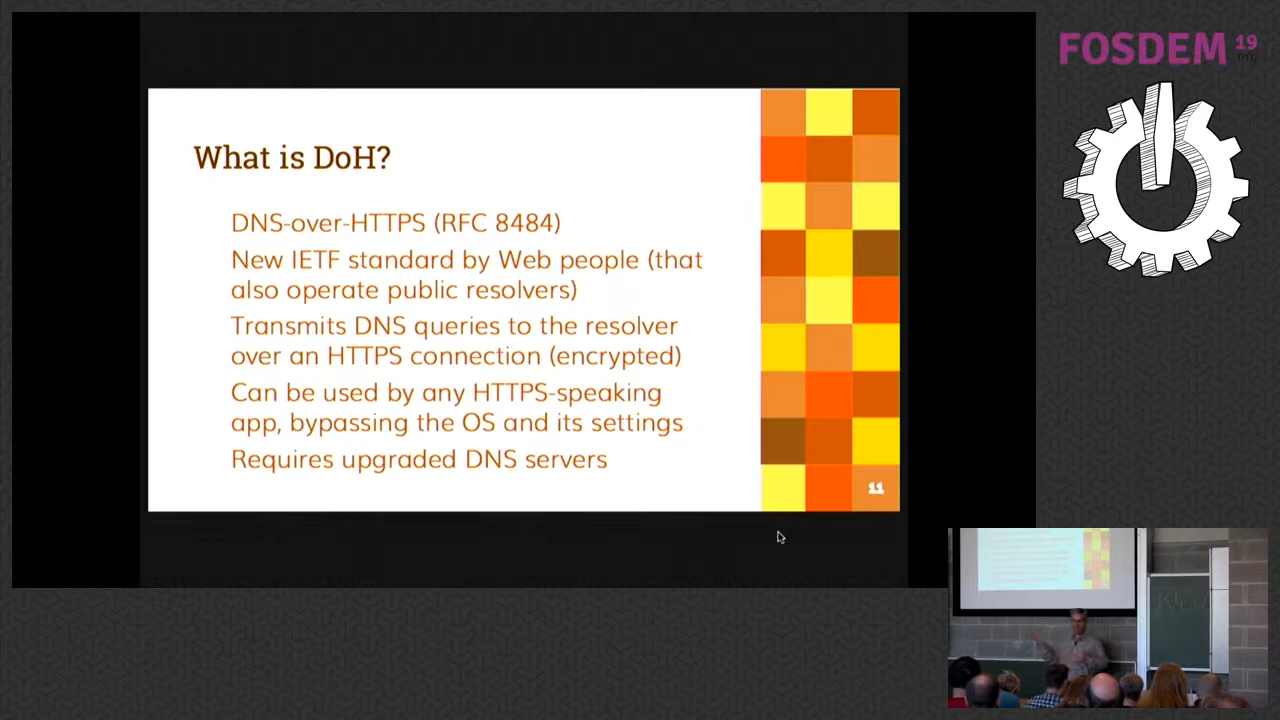 FOSDEM 19
.org
What is DoH?
DNS-over-HTTPS (RFC 8484)
New IETF standard by Web people (that
also operate public resolvers)
Transmits DNS queries to the resolver
over an HTTPS connection (encrypted)
Can be used by any HTTPS-speaking
app, bypassing the OS and its settings
Requires upgraded DNS servers
11